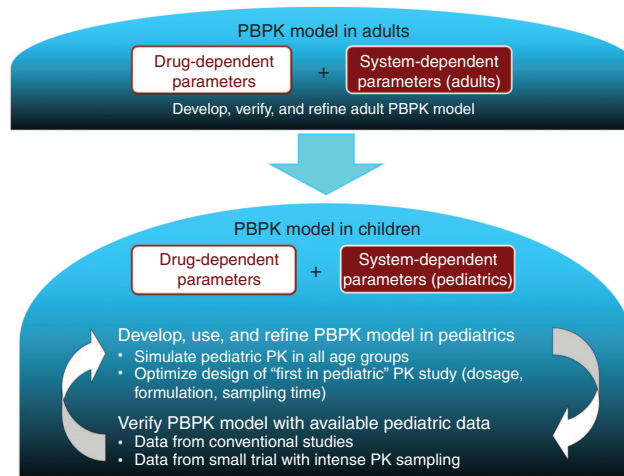 PBPK model in adults
Drug-dependent
parameters
+
System-dependent
parameters (adults)
Develop, verify, and refine adult PBPK model
PBPK model in children
Drug-dependent
parameters
+
System-dependent
parameters (pediatrics)
Develop, use, and refine PBPK model in pediatrics
• Simulate pediatric PK in all age groups
• Optimize design of “first in pediatric” PK study (dosage,
formulation, sampling time)
Verify PBPK model with available pediatric data
• Data from conventional studies
• Data from small trial with intense PK sampling